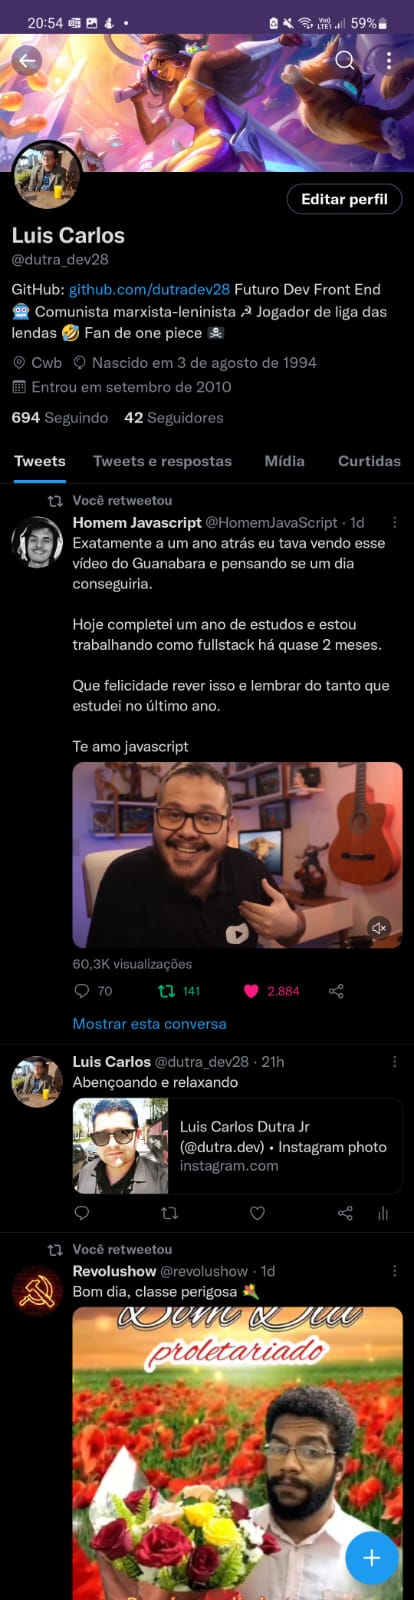 20:54
Vo))
LTE1
59%
Editar perfil
Luis Carlos
@dutra_dev28
GitHub: github.com/dutradev28 Futuro Dev Front End
🤖 Comunista marxista-leninista ☭ Jogador de liga das
lendas 🤣 Fan de one piece 🏴‍☠️
Cwb Nascido em 3 de agosto de 1994
Entrou em setembro de 2010
694 Seguindo 42 Seguidores
Tweets Tweets e respostas Mídia Curtidas
Você retweetou
Homem Javascript @HomemJavaScript · 1d
Exatamente a um ano atrás eu tava vendo esse
vídeo do Guanabara e pensando se um dia
conseguiria.
Hoje completei um ano de estudos e estou
trabalhando como fullstack há quase 2 meses.
Que felicidade rever isso e lembrar do tanto que
estudei no último ano.
Te amo javascript
60,3K visualizações
70 141 2.884
Mostrar esta conversa
Luis Carlos @dutra_dev28 · 21h
Abençoando e relaxando
Luis Carlos Dutra Jr
(@dutra.dev) • Instagram photo
instagram.com
Você retweetou
Revolushow @revolushow · 1d
Bom dia, classe perigosa 💐
Bom Dia
proletariado